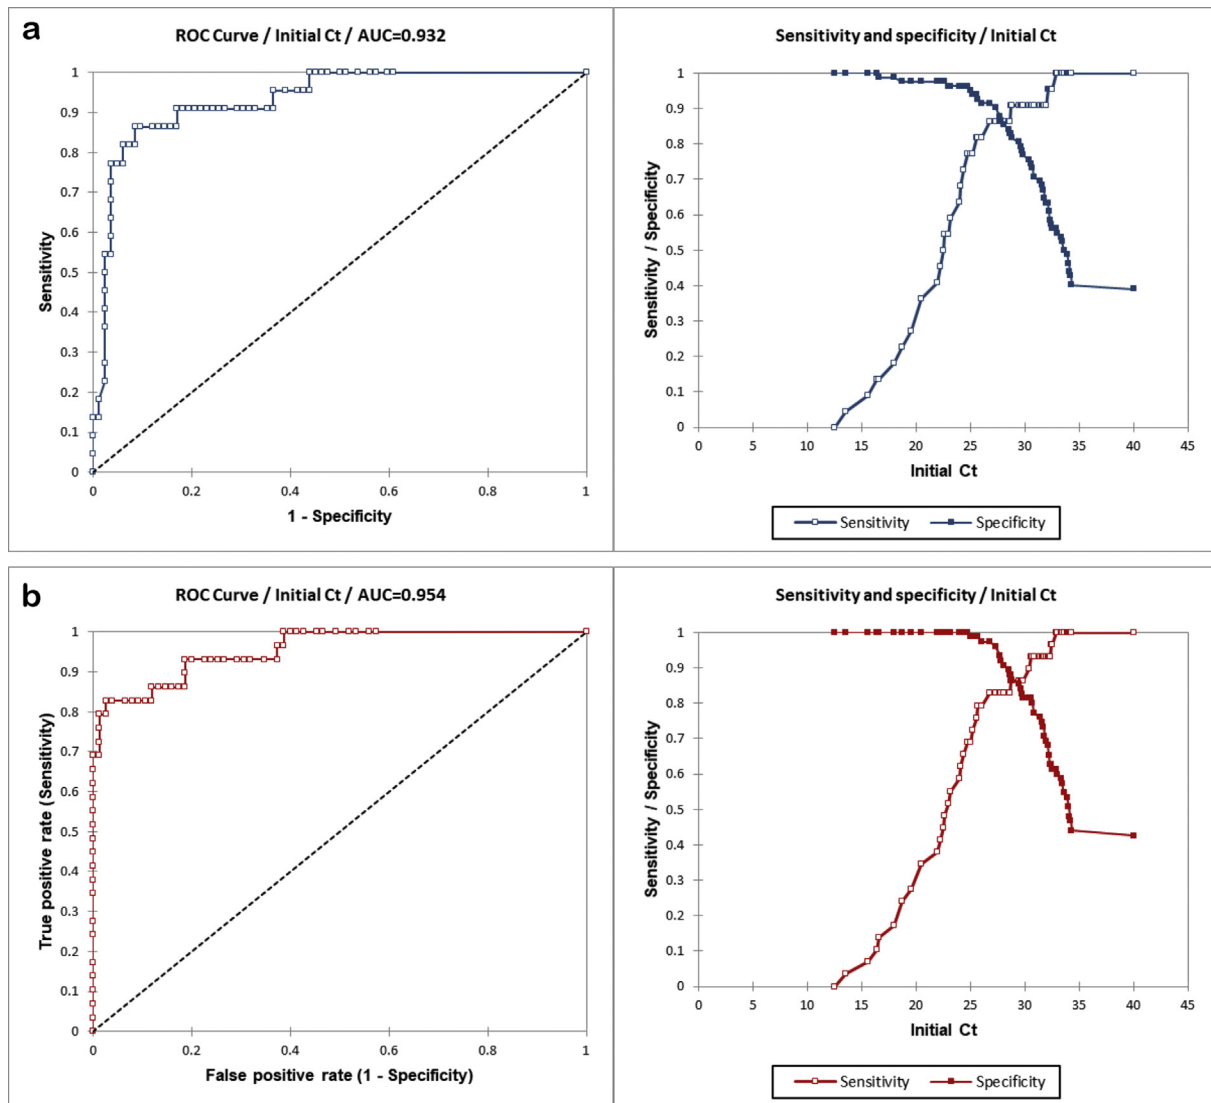 a
ROC Curve / Initial Ct / AUC=0.932
1
0.9
0.8
0.7
0.6
0.5
0.4
0.3
0.2
0.1
0
Sensitivity
0 0.2 0.4 0.6 0.8 1
1 - Specificity
Sensitivity and specificity / Initial Ct
1
0.9
0.8
0.7
0.6
0.5
0.4
0.3
0.2
0.1
0
Sensitivity / Specificity
0 5 10 15 20 25 30 35 40 45
Initial Ct
Sensitivity Specificity
b
ROC Curve / Initial Ct / AUC=0.954
1
0.9
0.8
0.7
0.6
0.5
0.4
0.3
0.2
0.1
0
True positive rate (Sensitivity)
0 0.2 0.4 0.6 0.8 1
False positive rate (1 - Specificity)
Sensitivity and specificity / Initial Ct
1
0.9
0.8
0.7
0.6
0.5
0.4
0.3
0.2
0.1
0
Sensitivity / Specificity
0 5 10 15 20 25 30 35 40 45
Initial Ct
Sensitivity Specificity